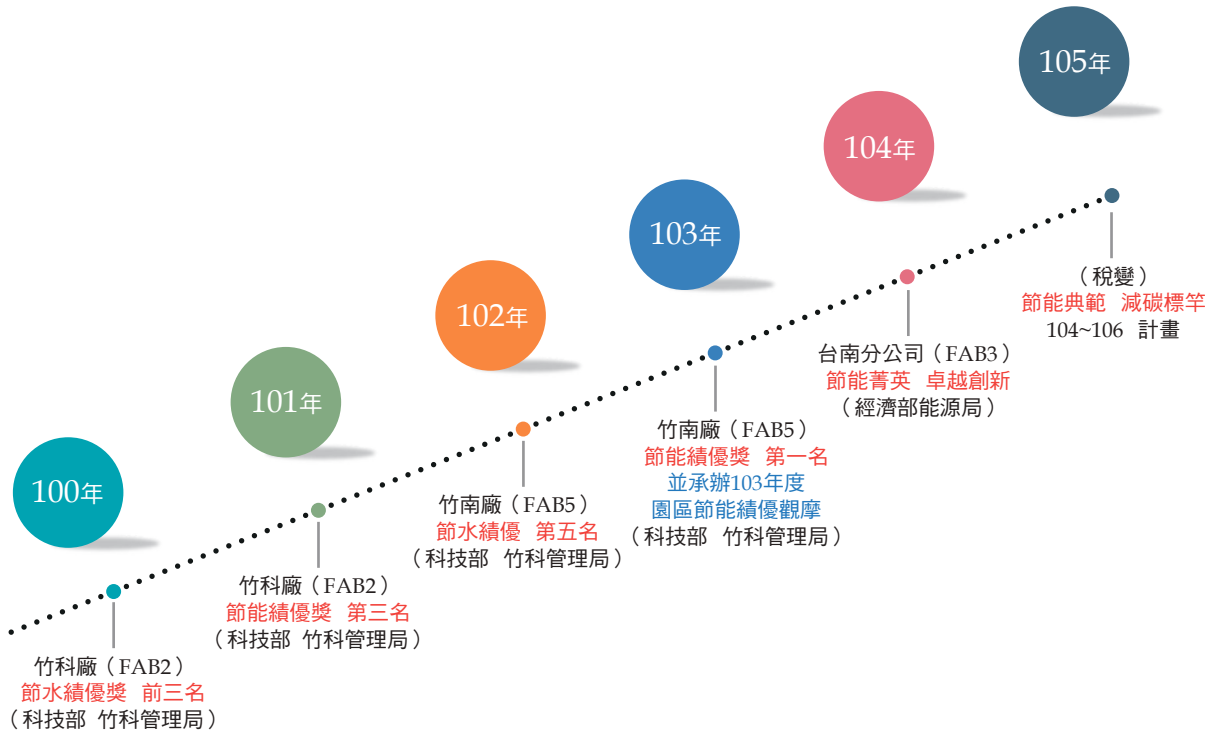 100年
竹科廠（FAB2）
節水績優獎 前三名
（科技部 竹科管理局）
101年
竹科廠（FAB2）
節能績優獎 第三名
（科技部 竹科管理局）
102年
竹南廠（FAB5）
節水績優 第五名
（科技部 竹科管理局）
103年
竹南廠（FAB5）
節能績優獎 第一名
並承辦103年度
園區節能績優觀摩
（科技部 竹科管理局）
104年
台南分公司（FAB3）
節能菁英 卓越創新
（經濟部能源局）
105年
（稅變）
節能典範 減碳標竿
104~106 計畫